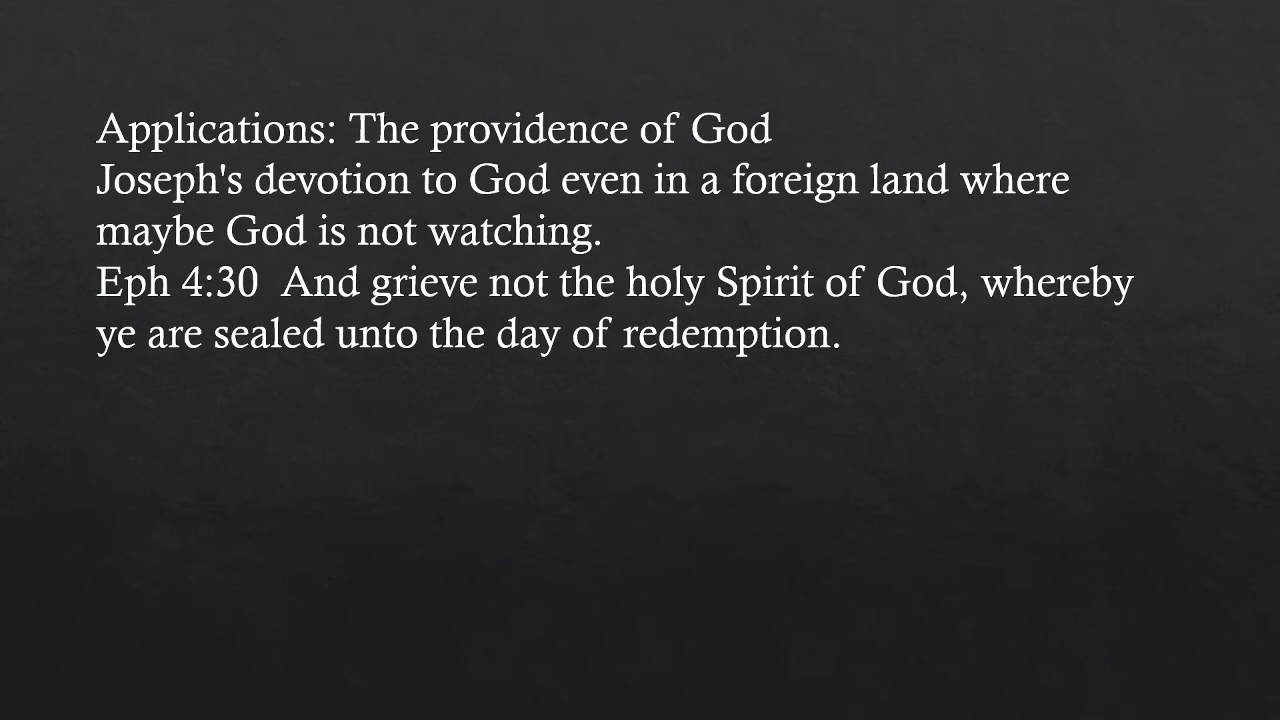 Applications: The providence of God
Joseph's devotion to God even in a foreign land where
maybe God is not watching.
Eph 4:30  And grieve not the holy Spirit of God, whereby
ye are sealed unto the day of redemption.